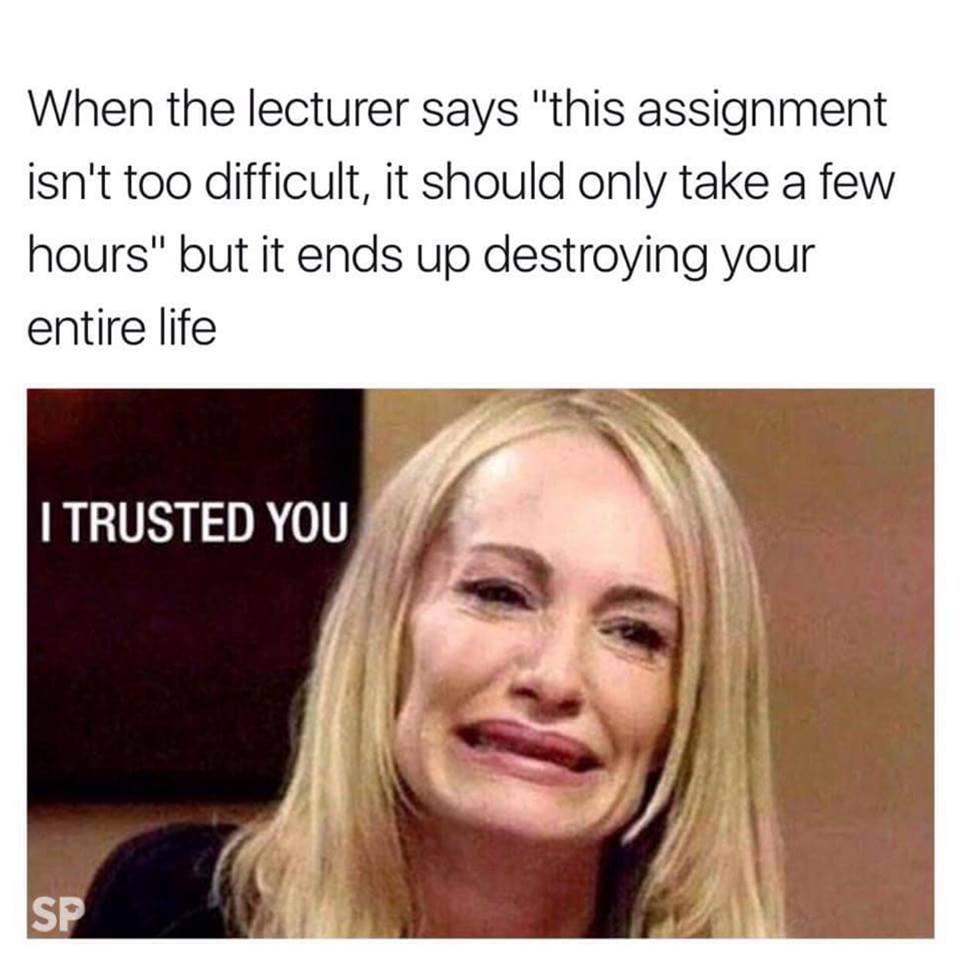 When the lecturer says "this assignment
isn't too difficult, it should only take a few
hours" but it ends up destroying your
entire life
I TRUSTED YOU
SP